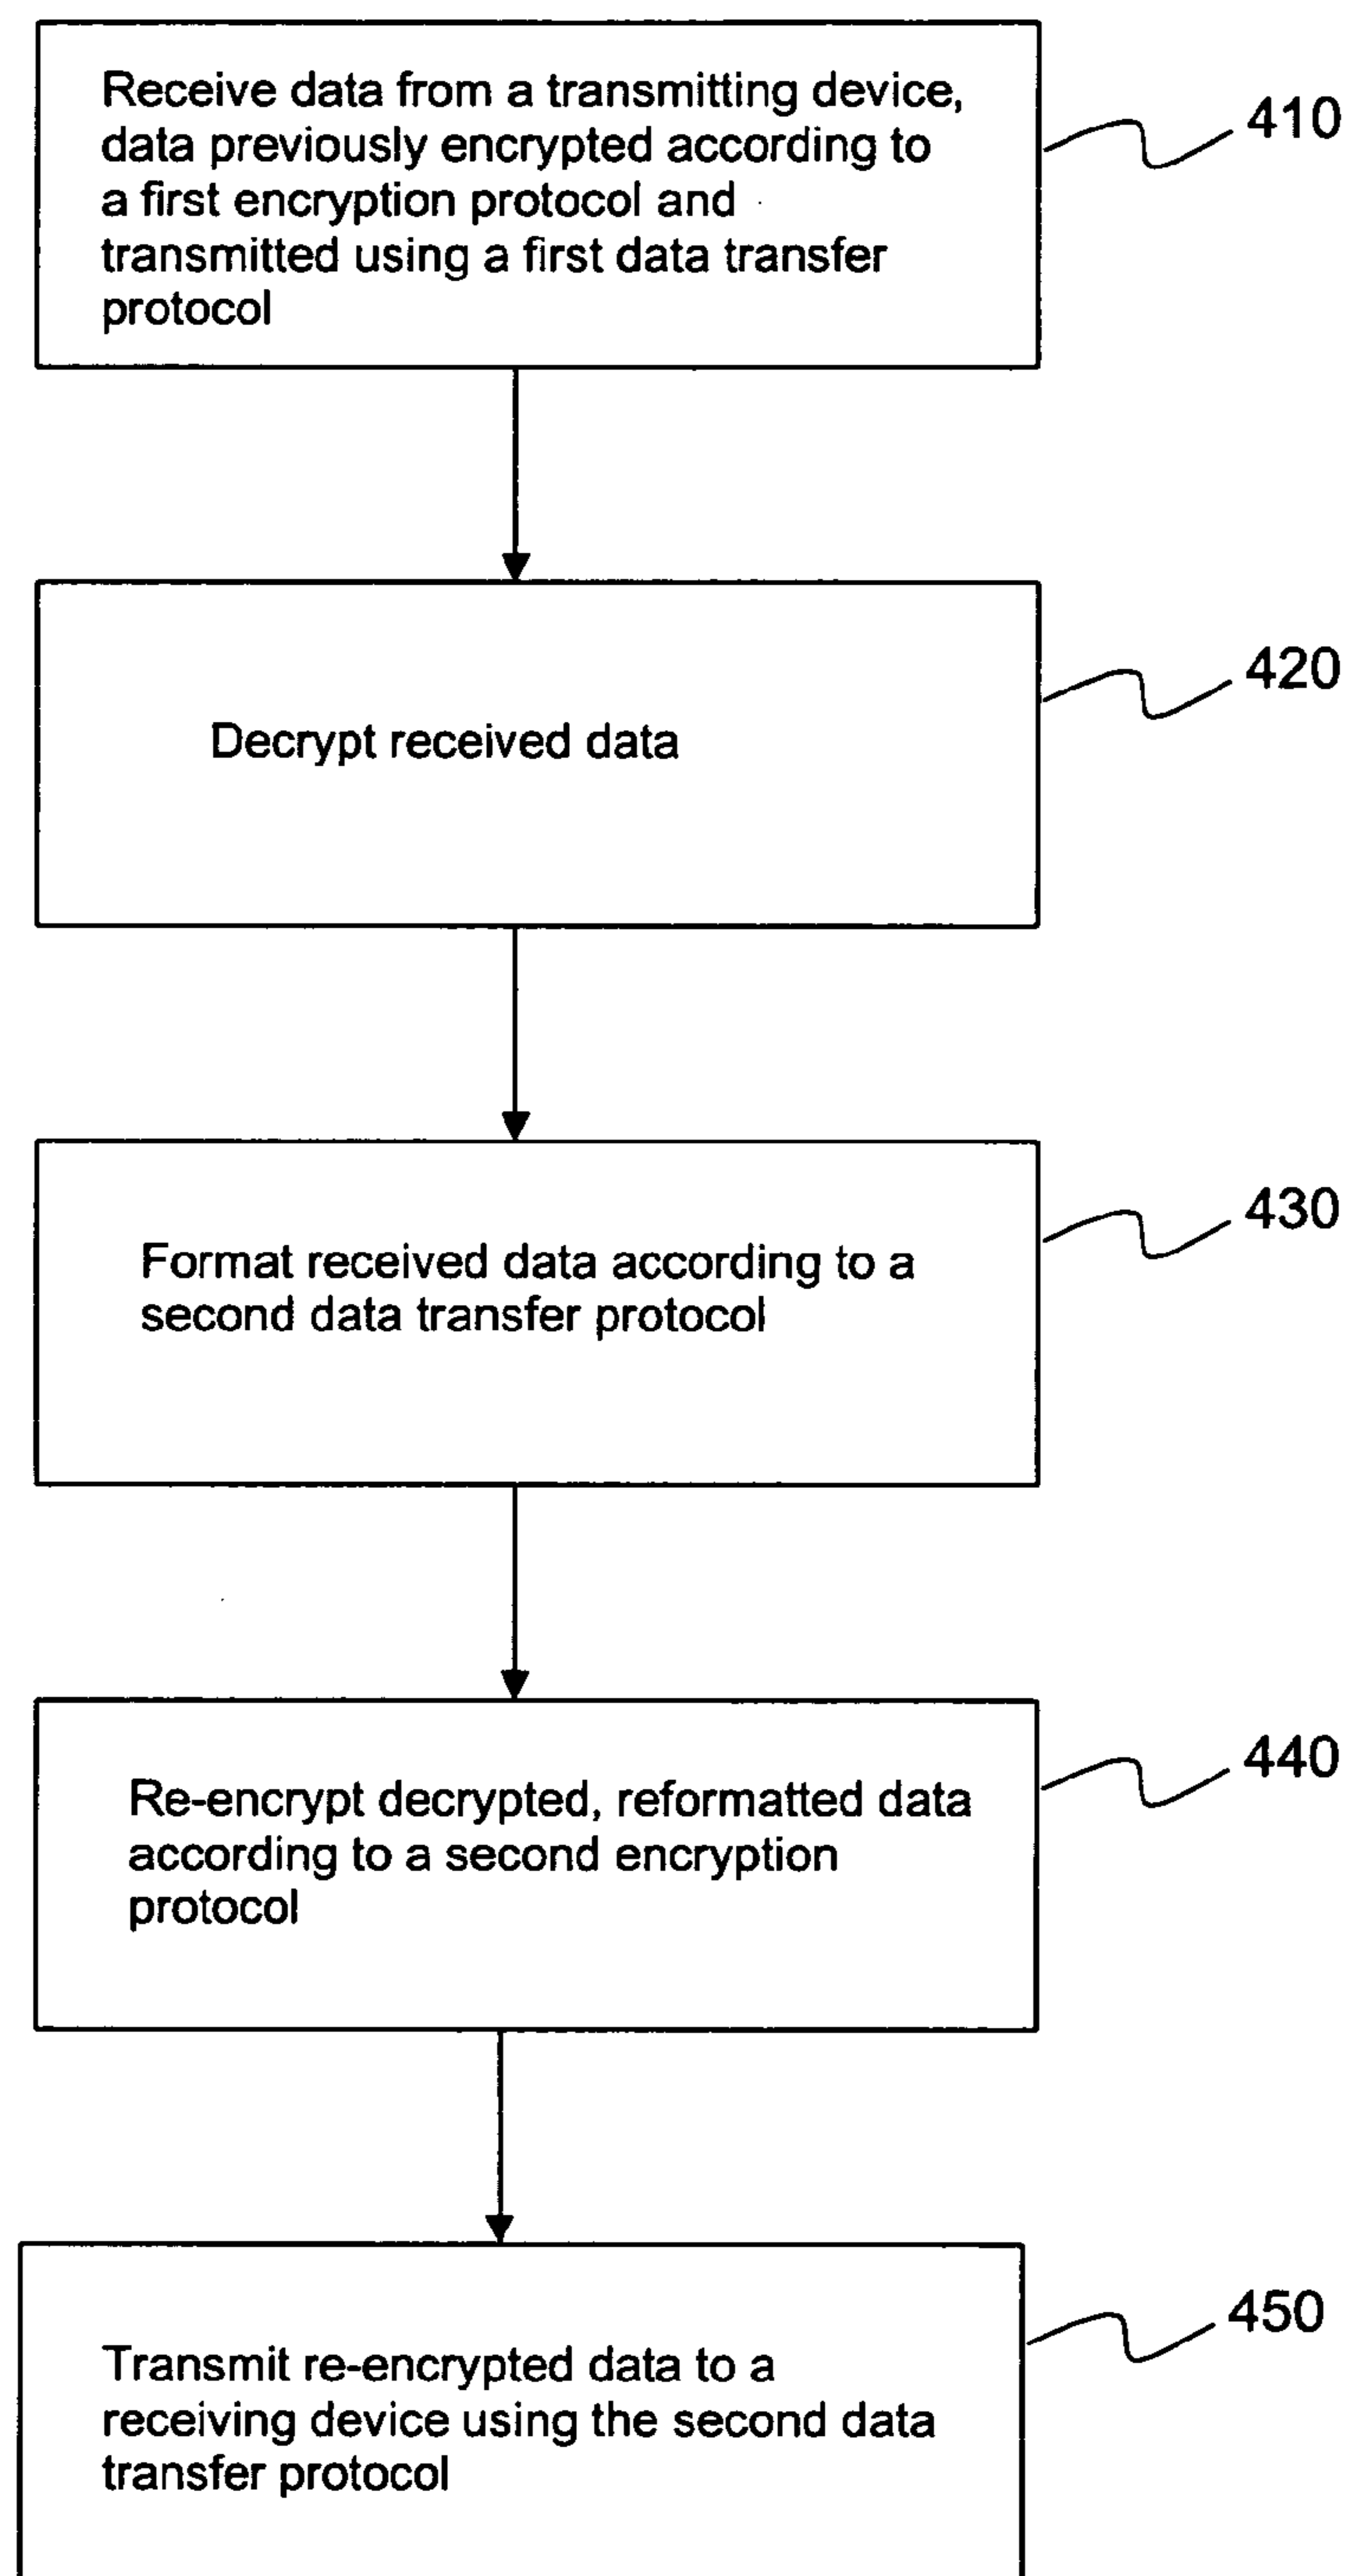 Receive data from a transmitting device,
data previously encrypted according to
a first encryption protocol and
transmitted using a first data transfer
protocol
410
Decrypt received data
420
Format received data according to a
second data transfer protocol
430
Re-encrypt decrypted, reformatted data
according to a second encryption
protocol
440
Transmit re-encrypted data to a
receiving device using the second data
transfer protocol
450